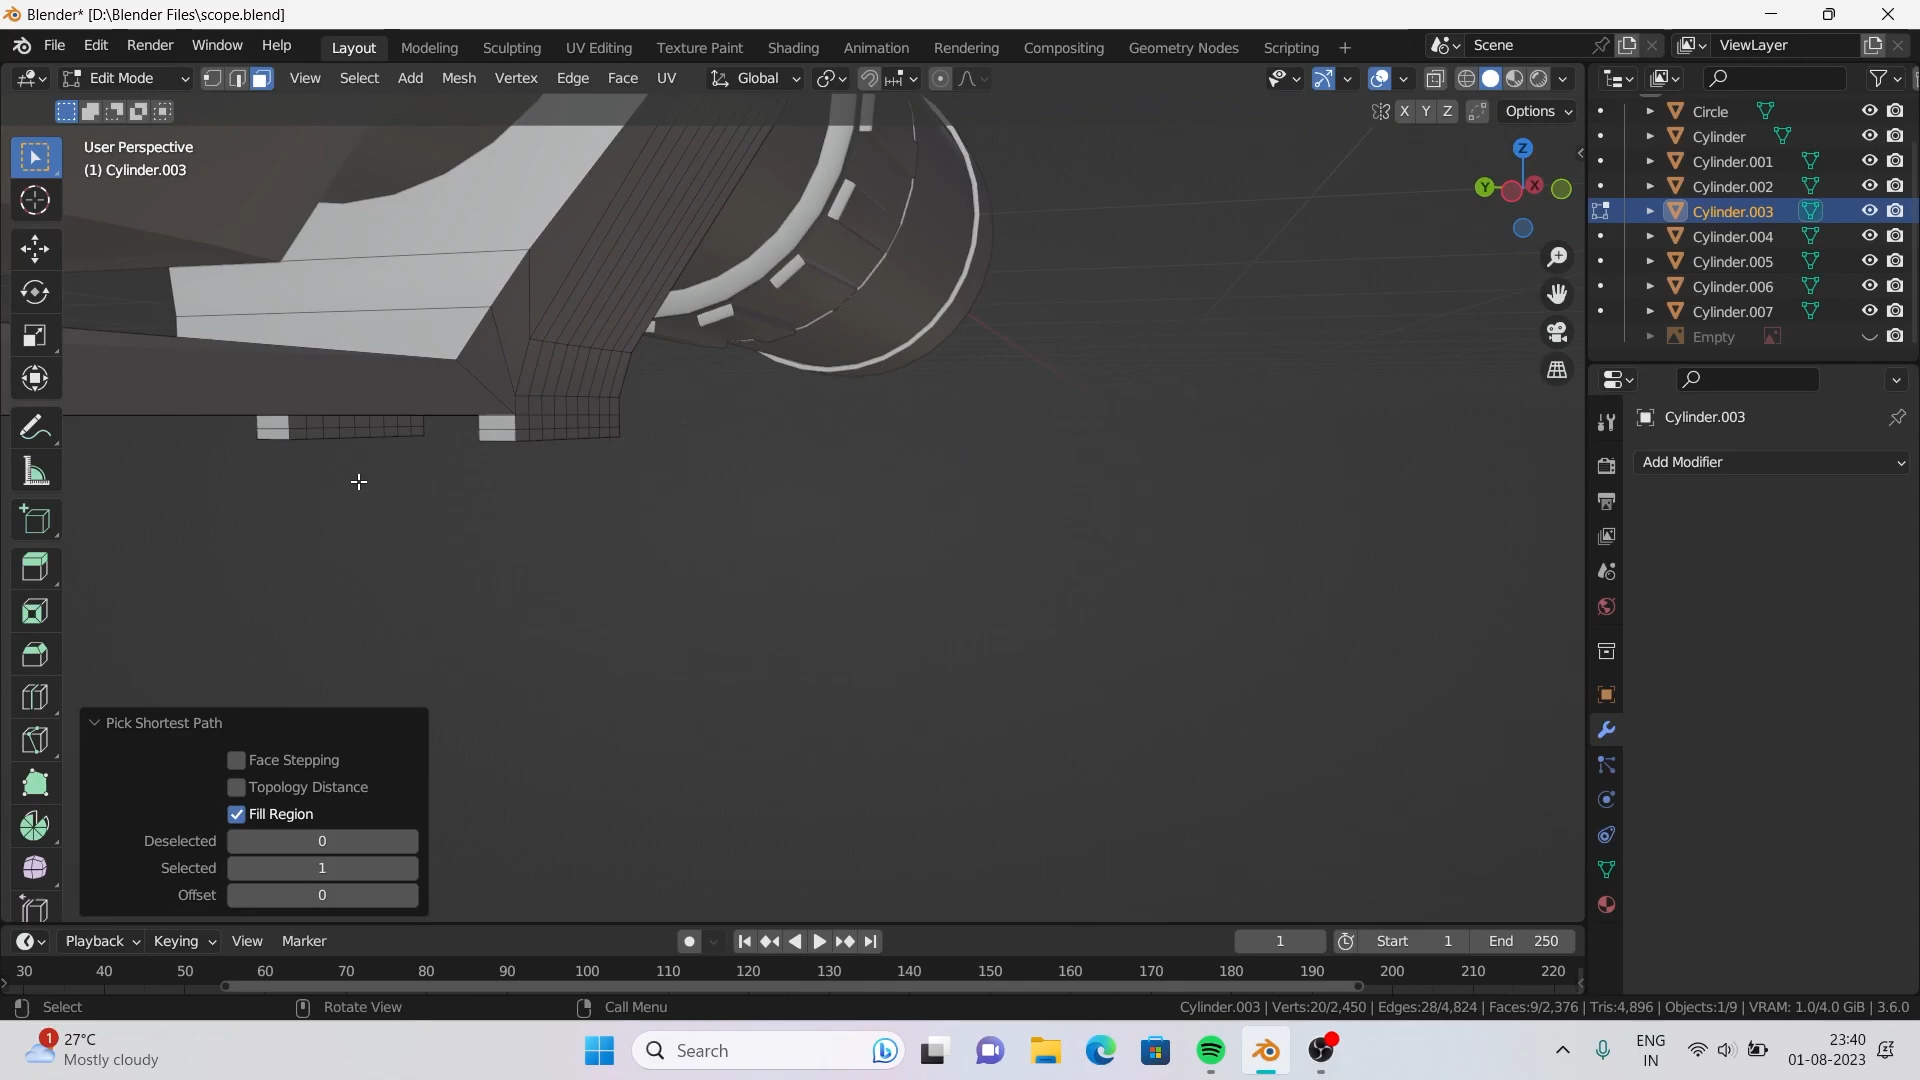 Blender* [D:\Blender Files\scope.blend]
File Edit Render Window Help
Layout Modeling Sculpting UV Editing Texture Paint Shading Animation Rendering Compositing Geometry Nodes Scripting +
Scene
ViewLayer
Edit Mode View Select Add Mesh Vertex Edge Face UV Global
X Y Z Options
User Perspective
(1) Cylinder.003
Z
Y X
Circle
Cylinder
Cylinder.001
Cylinder.002
Cylinder.003
Cylinder.004
Cylinder.005
Cylinder.006
Cylinder.007
Empty
Cylinder.003
Add Modifier
Pick Shortest Path
Face Stepping
Topology Distance
Fill Region
Deselected 0
Selected 1
Offset 0
Playback Keying View Marker
1 Start 1 End 250
30 40 50 60 70 80 90 100 110 120 130 140 150 160 170 180 190 200 210 220
Select Rotate View Call Menu
Cylinder.003 | Verts:20/2,450 | Edges:28/4,824 | Faces:9/2,376 | Tris:4,896 | Objects:1/9 | VRAM: 1.0/4.0 GiB | 3.6.0
1
27°C
Mostly cloudy
Search
ENG
IN
23:40
01-08-2023